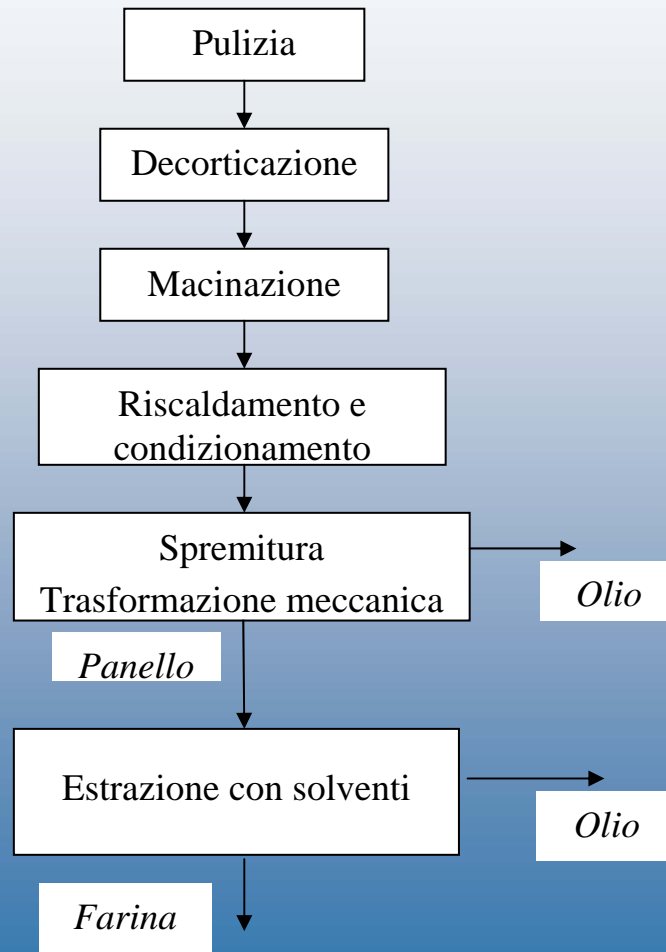 Pulizia
Decorticazione
Macinazione
Riscaldamento e
condizionamento
Spremitura
Trasformazione meccanica
Olio
Panello
Estrazione con solventi
Olio
Farina